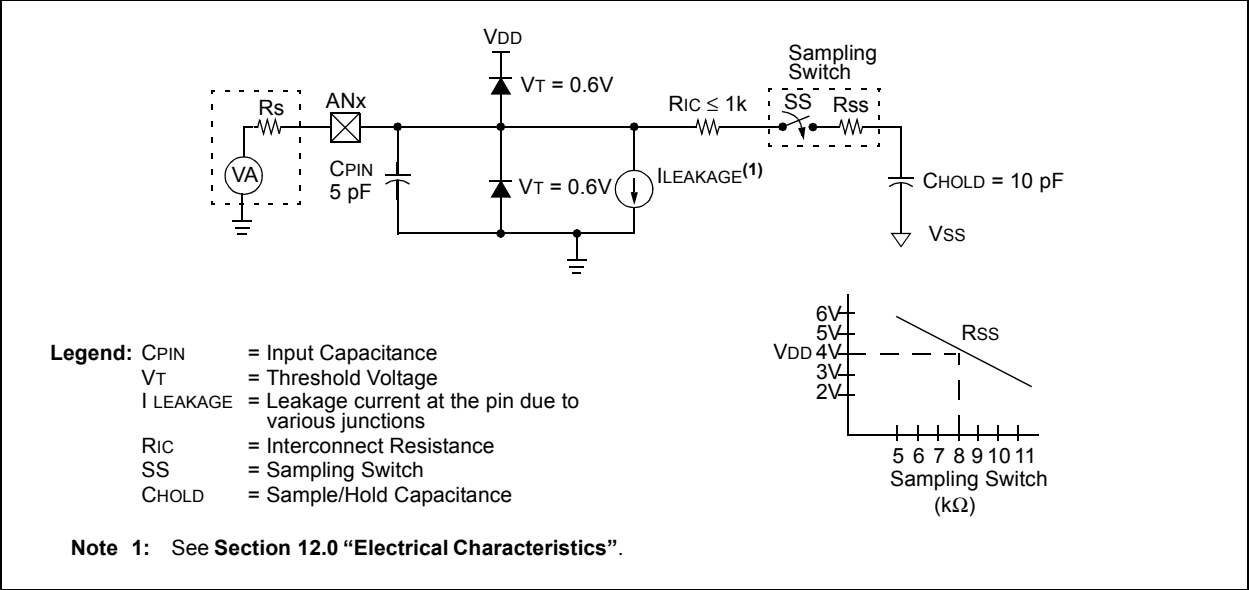 VDD
VT = 0.6V
Sampling
Switch
Rs
ANx
RIC ≤ 1k
SS
RSS
VA
CPIN
5 pF
VT = 0.6V
ILEAKAGE(1)
CHOLD = 10 pF
VSS
6V
5V
VDD 4V
3V
2V
RSS
5 6 7 8 9 10 11
Sampling Switch
(kΩ)
Legend: CPIN = Input Capacitance
VT = Threshold Voltage
I LEAKAGE = Leakage current at the pin due to
various junctions
RIC = Interconnect Resistance
SS = Sampling Switch
CHOLD = Sample/Hold Capacitance
Note 1: See Section 12.0 “Electrical Characteristics”.